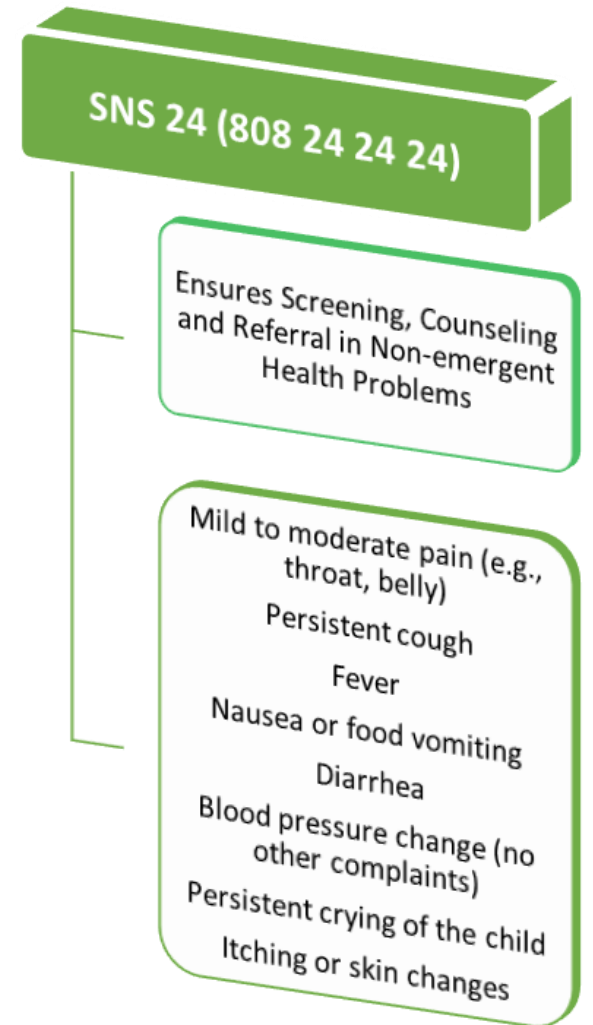 SNS 24 (808 24 24 24)
Ensures Screening, Counseling
and Referral in Non-emergent
Health Problems
Mild to moderate pain (e.g.,
throat, belly)
Persistent cough
Fever
Nausea or food vomiting
Diarrhea
Blood pressure change (no
other complaints)
Persistent crying of the child
Itching or skin changes